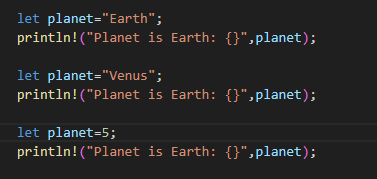 let planet="Earth";
println!("Planet is Earth: {}",planet);
let planet="Venus";
println!("Planet is Earth: {}",planet);
let planet=5;
println!("Planet is Earth: {}",planet);